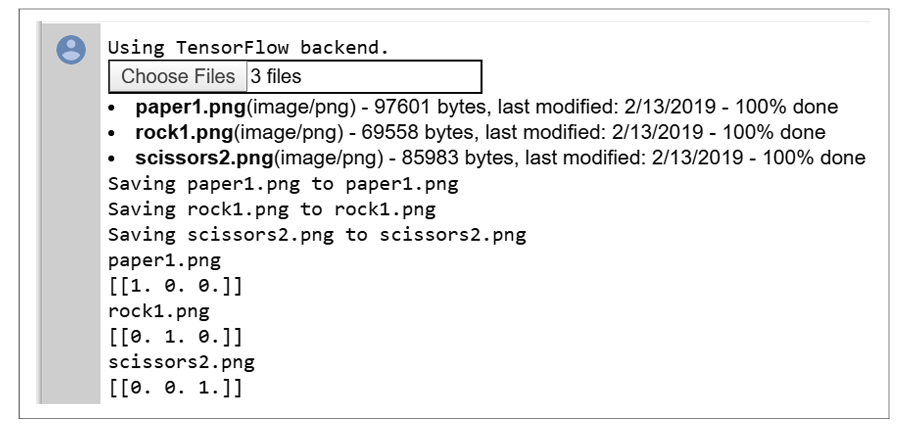 Using TensorFlow backend.
Choose Files 3 files
• paper1.png(image/png) - 97601 bytes, last modified: 2/13/2019 - 100% done
• rock1.png(image/png) - 69558 bytes, last modified: 2/13/2019 - 100% done
• scissors2.png(image/png) - 85983 bytes, last modified: 2/13/2019 - 100% done
Saving paper1.png to paper1.png
Saving rock1.png to rock1.png
Saving scissors2.png to scissors2.png
paper1.png
[[1. 0. 0.]]
rock1.png
[[0. 1. 0.]]
scissors2.png
[[0. 0. 1.]]